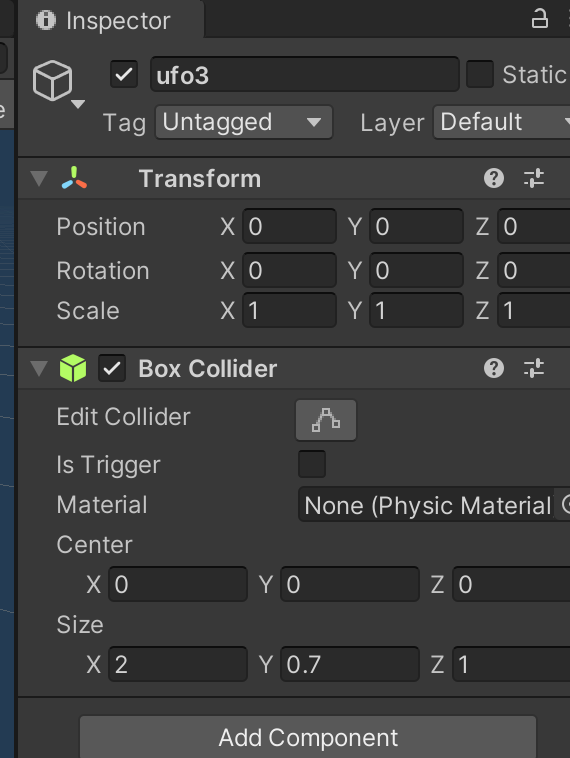 Inspector
ufo3 Static
Tag Untagged Layer Default
Transform
Position X 0 Y 0 Z 0
Rotation X 0 Y 0 Z 0
Scale X 1 Y 1 Z 1
Box Collider
Edit Collider
Is Trigger
Material None (Physic Material
Center
X 0 Y 0 Z 0
Size
X 2 Y 0.7 Z 1
Add Component